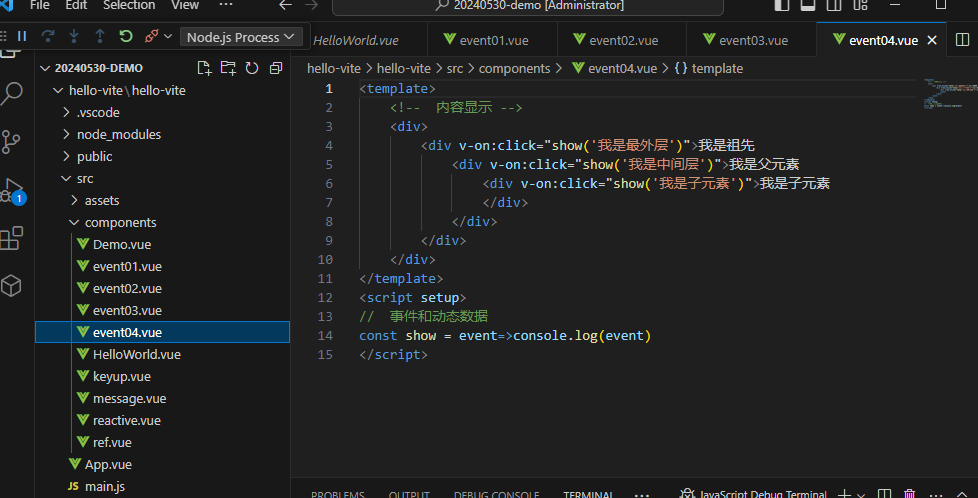 File Edit Selection View ··· ← → 20240530-demo [Administrator]
Node.js Process HelloWorld.vue event01.vue event02.vue event03.vue event04.vue
20240530-DEMO
hello-vite > hello-vite > src > components > event04.vue > {} template
hello-vite \ hello-vite
.vscode
node_modules
public
src
assets
components
Demo.vue
event01.vue
event02.vue
event03.vue
event04.vue
HelloWorld.vue
keyup.vue
message.vue
reactive.vue
ref.vue
App.vue
JS main.js
1
1 <template>
2 <!-- 内容显示 -->
3 <div>
4 <div v-on:click="show('我是最外层')">我是祖先
5 <div v-on:click="show('我是中间层')">我是父元素
6 <div v-on:click="show('我是子元素')">我是子元素
7 </div>
8 </div>
9 </div>
10 </div>
11 </template>
12 <script setup>
13 // 事件和动态数据
14 const show = event=>console.log(event)
15 </script>
PROBLEMS OUTPUT DEBUG CONSOLE TERMINAL ··· JavaScript Debug Terminal